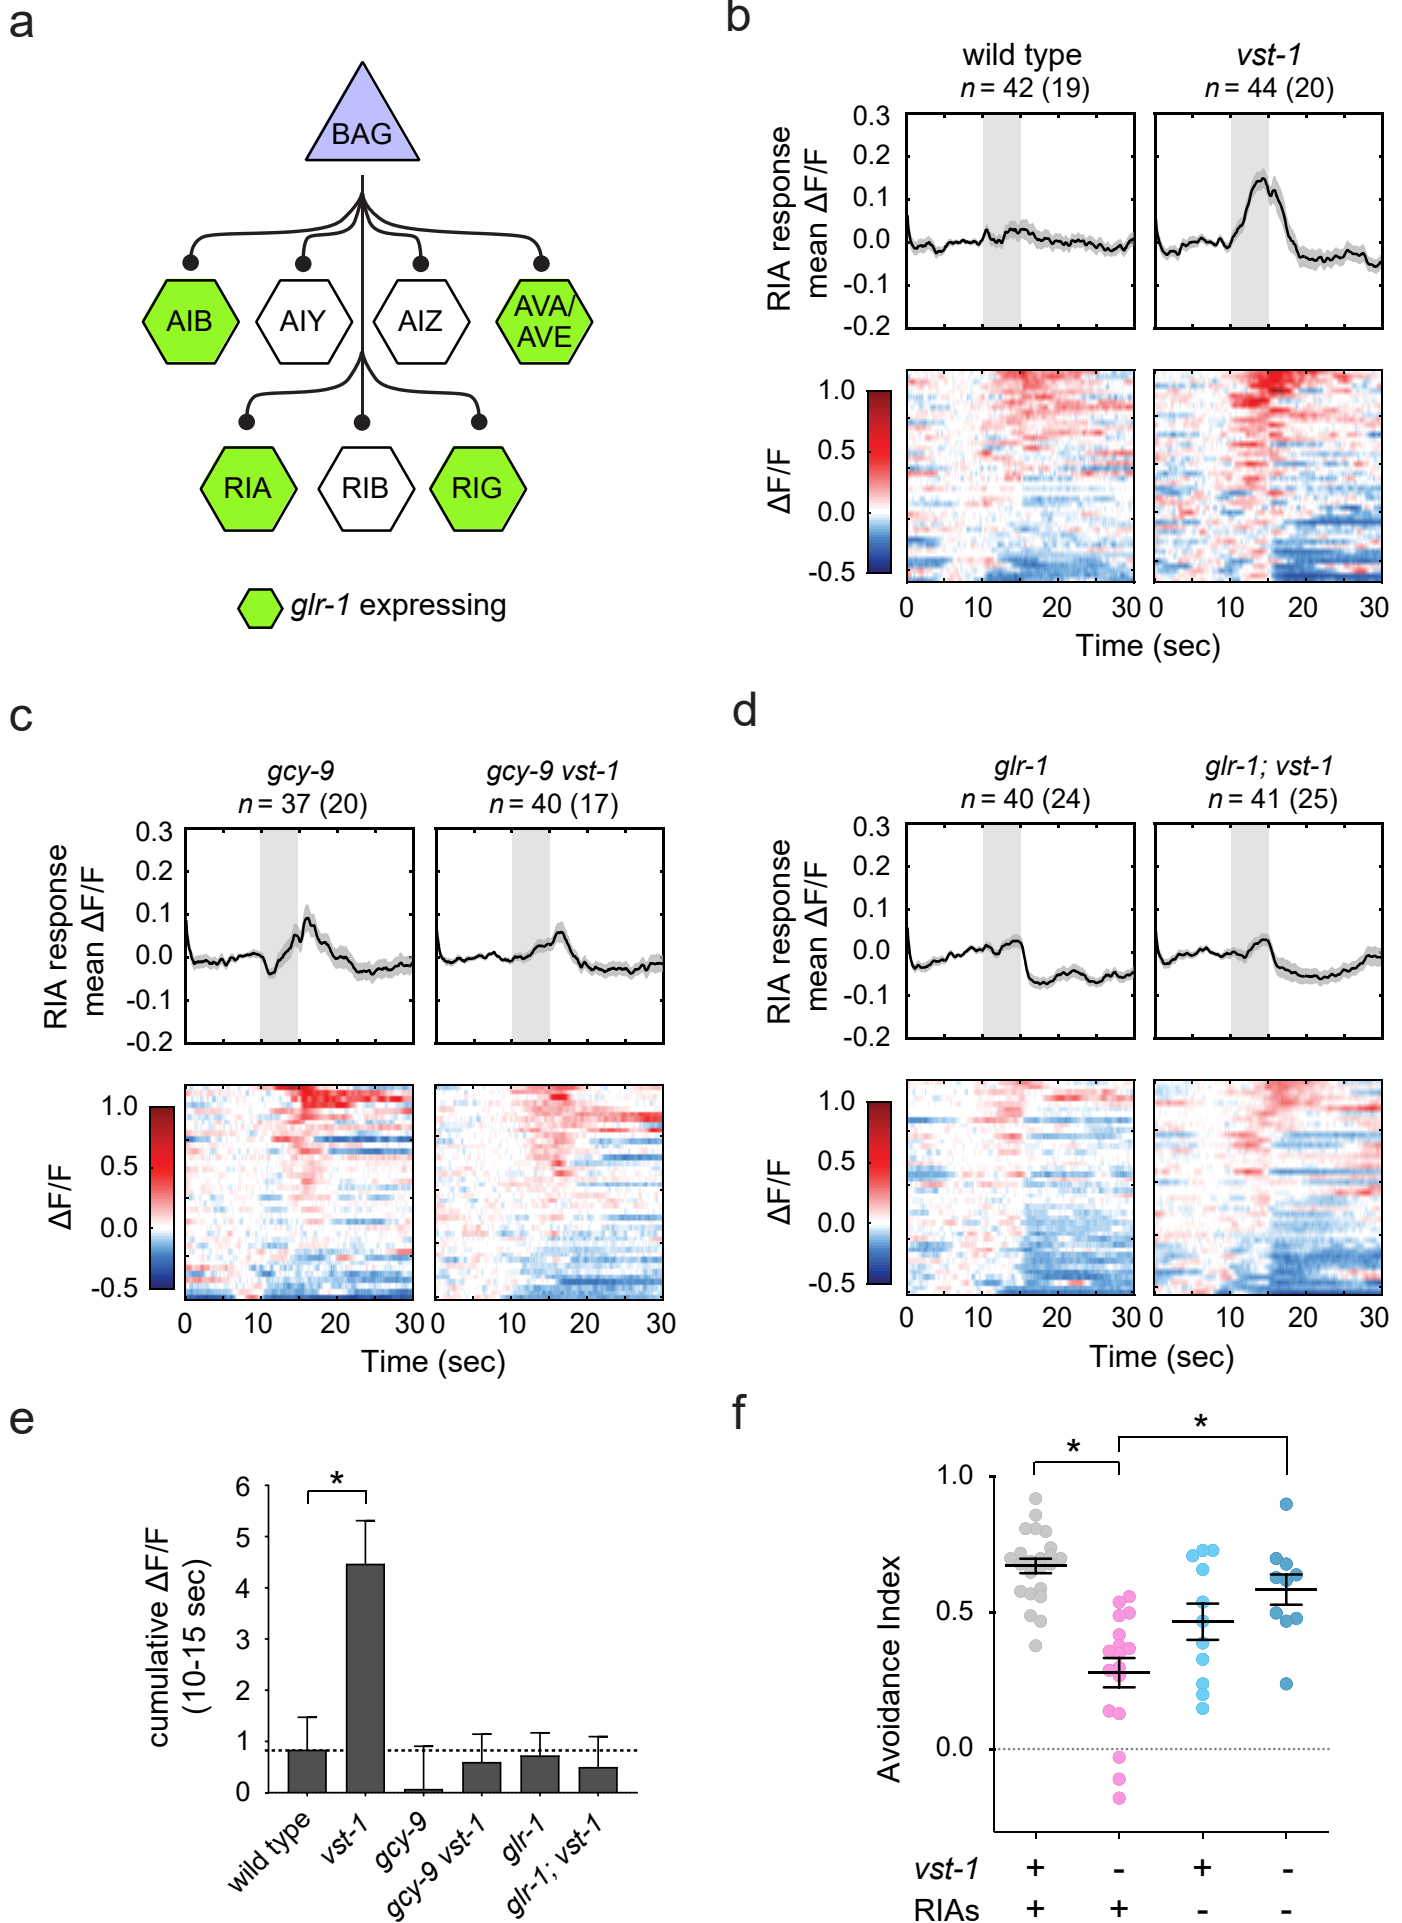 a
BAG
AIB
AIY
AIZ
AVA/
AVE
RIA
RIB
RIG
glr-1 expressing
b
wild type
n = 42 (19)
vst-1
n = 44 (20)
RIA response
mean ΔF/F
0.3
0.2
0.1
0.0
-0.1
-0.2
ΔF/F
1.0
0.5
0.0
-0.5
0 10 20 30 0 10 20 30
Time (sec)
c
gcy-9
n = 37 (20)
gcy-9 vst-1
n = 40 (17)
RIA response
mean ΔF/F
0.3
0.2
0.1
0.0
-0.1
-0.2
ΔF/F
1.0
0.5
0.0
-0.5
0 10 20 30 0 10 20 30
Time (sec)
d
glr-1
n = 40 (24)
glr-1; vst-1
n = 41 (25)
RIA response
mean ΔF/F
0.3
0.2
0.1
0.0
-0.1
-0.2
ΔF/F
1.0
0.5
0.0
-0.5
0 10 20 30 0 10 20 30
Time (sec)
e
cumulative ΔF/F
(10-15 sec)
6
5
4
3
2
1
0
*
wild type
vst-1
gcy-9
gcy-9 vst-1
glr-1
glr-1; vst-1
f
*
*
Avoidance Index
1.0
0.5
0.0
vst-1 + - + -
RIAs + + - -